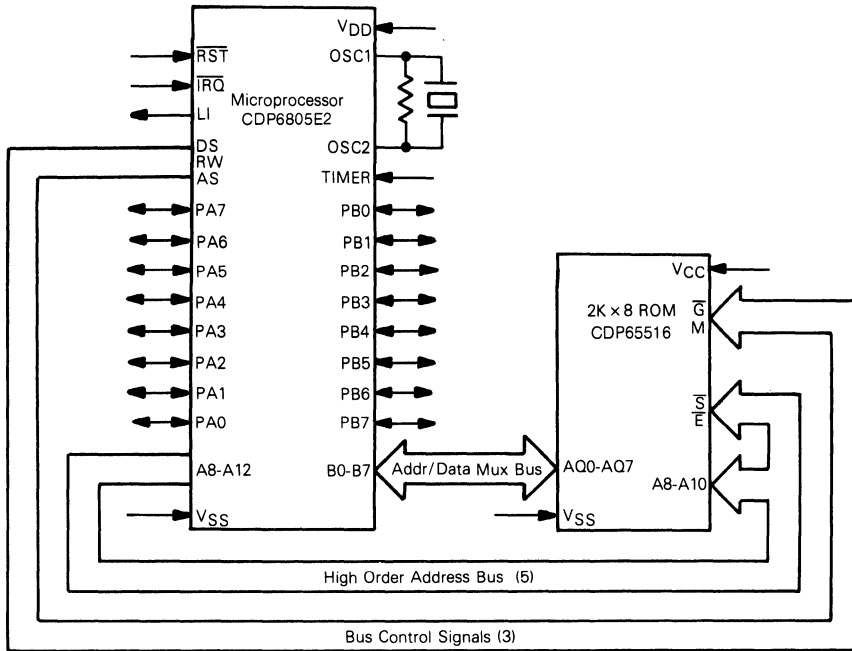 RST
IRQ
LI
DS
RW
AS
PA7
PA6
PA5
PA4
PA3
PA2
PA1
PA0
A8-A12
VSS
Microprocessor
CDP6805E2
VDD
OSC1
OSC2
TIMER
PB0
PB1
PB2
PB3
PB4
PB5
PB6
PB7
B0-B7
Addr/Data Mux Bus
AQ0-AQ7
VSS
2K × 8 ROM
CDP65516
VCC
G
M
S
E
A8-A10
High Order Address Bus (5)
Bus Control Signals (3)